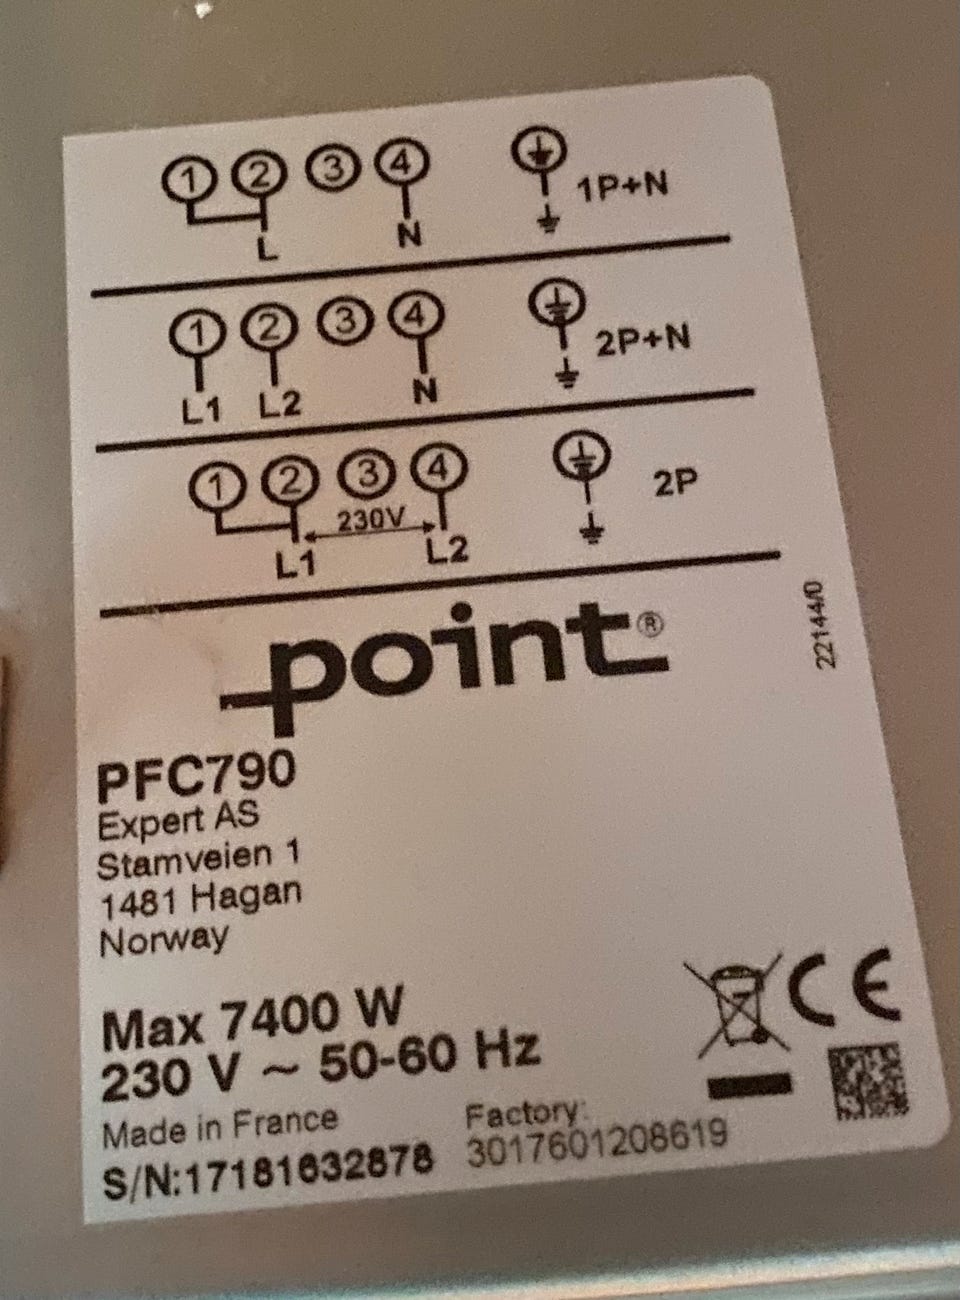 1 2 3 4
L N 1P+N
1 2 3 4
L1 L2 N 2P+N
1 2 3 4
230V 2P
L1 L2
point®
22144/0
PFC790
Expert AS
Stamveien 1
1481 Hagan
Norway
Max 7400 W
230 V ~ 50-60 Hz
CE
Made in France
Factory:
S/N:17181632878
3017601208619